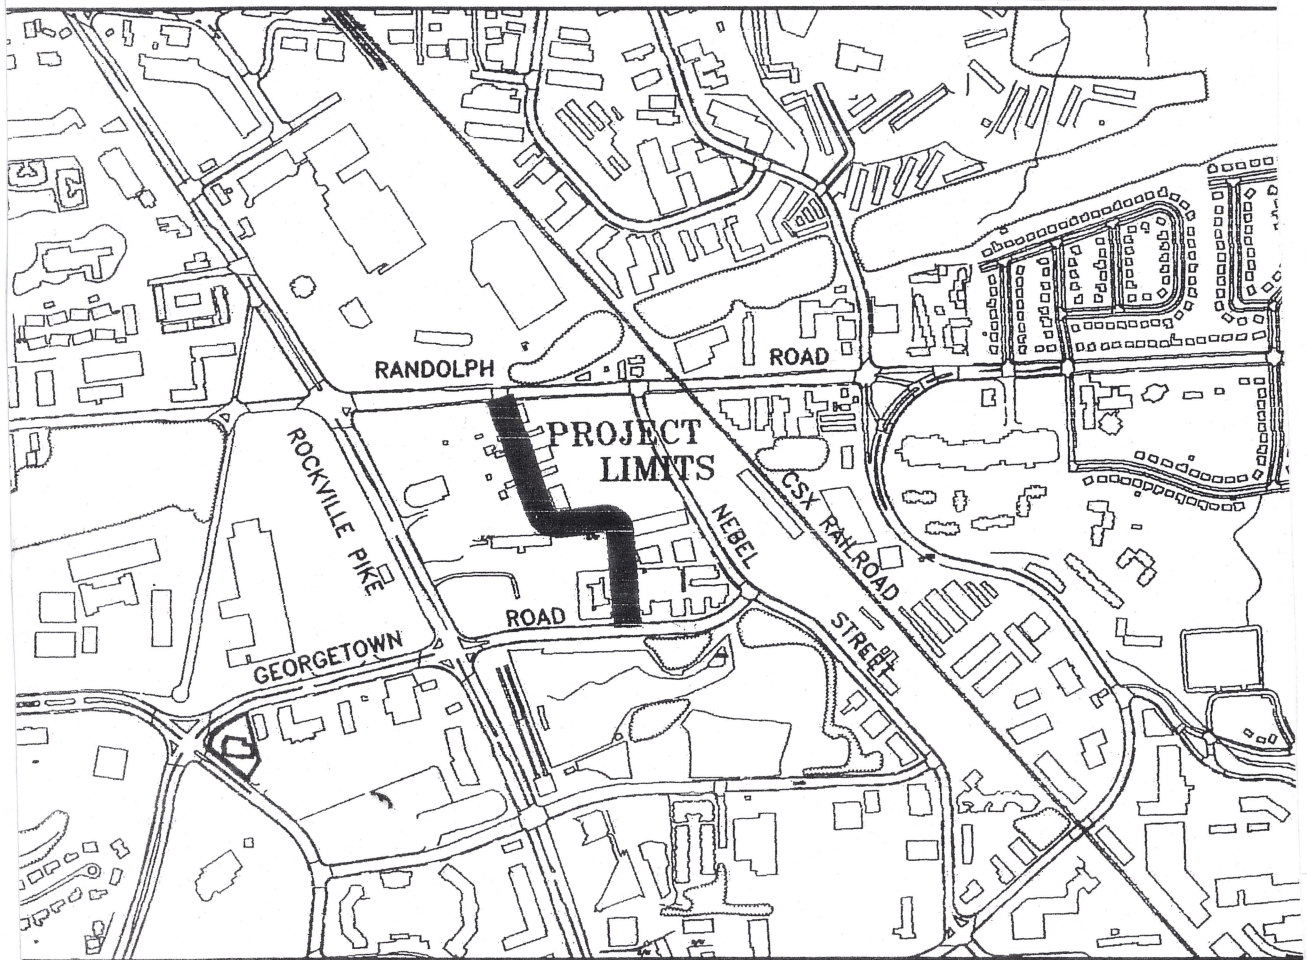 RANDOLPH ROAD
PROJECT
LIMITS
ROCKVILLE PIKE
CSX RAILROAD
NEBEL STREET
GEORGETOWN ROAD